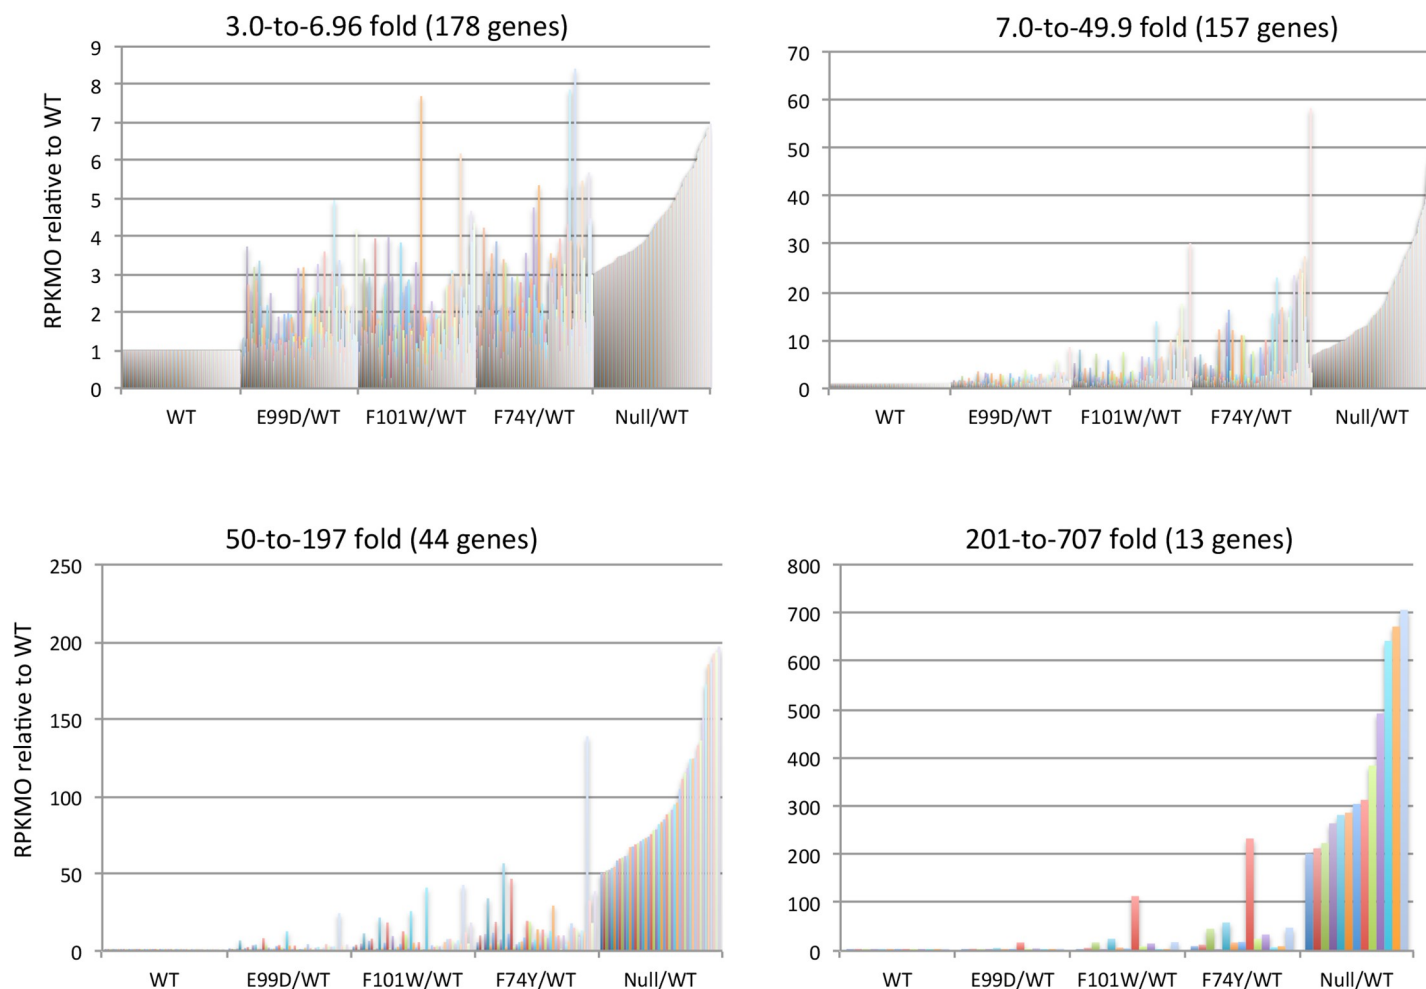 3.0-to-6.96 fold (178 genes)
RPKMO relative to WT
9
8
7
6
5
4
3
2
1
0
WT
E99D/WT
F101W/WT
F74Y/WT
Null/WT
7.0-to-49.9 fold (157 genes)
70
60
50
40
30
20
10
0
WT
E99D/WT
F101W/WT
F74Y/WT
Null/WT
50-to-197 fold (44 genes)
RPKMO relative to WT
250
200
150
100
50
0
WT
E99D/WT
F101W/WT
F74Y/WT
Null/WT
201-to-707 fold (13 genes)
800
700
600
500
400
300
200
100
0
WT
E99D/WT
F101W/WT
F74Y/WT
Null/WT